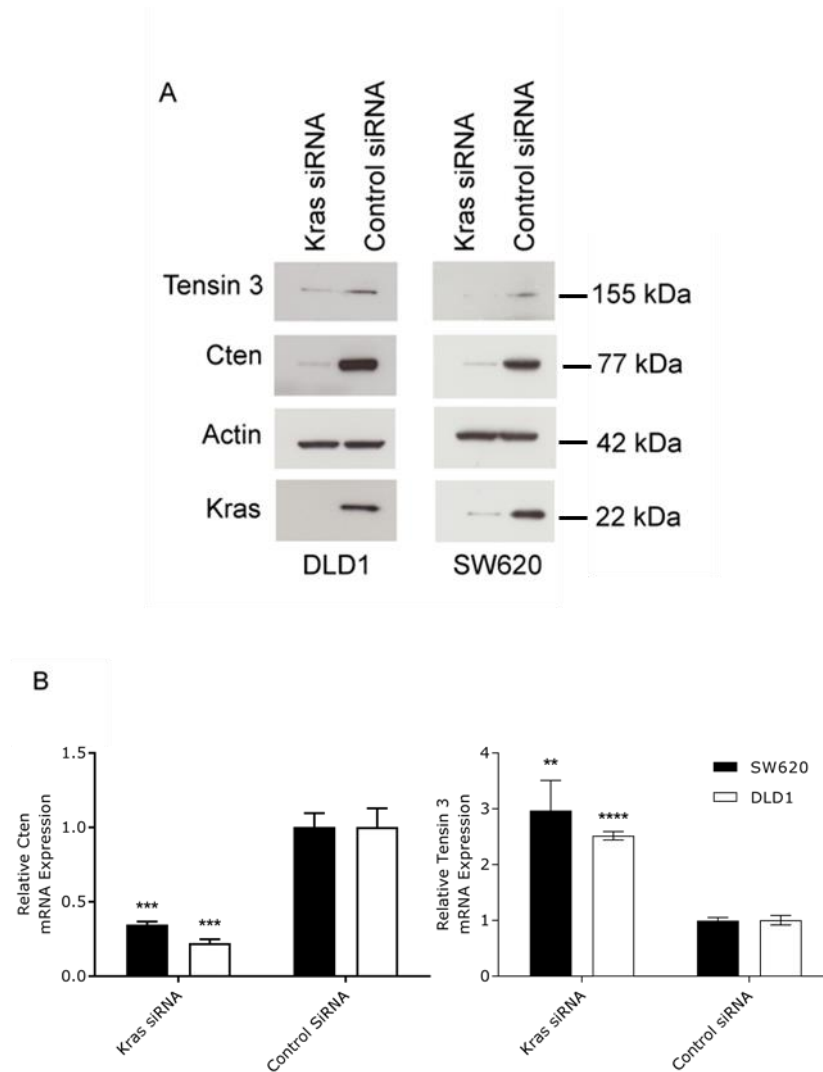 A
Kras siRNA
Control siRNA
Kras siRNA
Control siRNA
Tensin 3
155 kDa
Cten
77 kDa
Actin
42 kDa
Kras
22 kDa
DLD1
SW620
B
Relative Cten
mRNA Expression
1.5
1.0
0.5
0.0
***
***
Kras siRNA
Control SiRNA
Relative Tensin 3
mRNA Expression
4
3
2
1
0
**
****
SW620
DLD1
Kras siRNA
Control siRNA